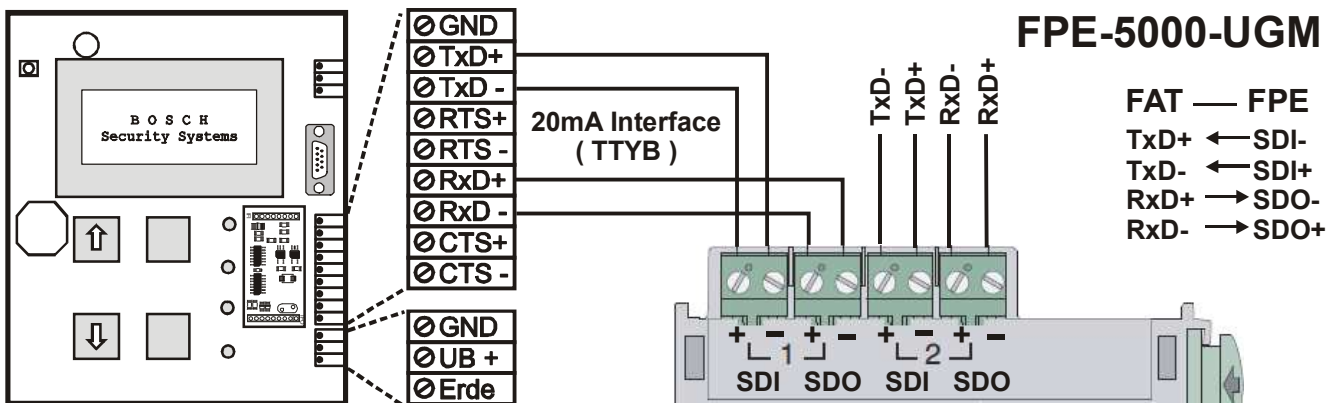 FPE-5000-UGM
FAT — FPE
TxD+ ← SDI-
TxD- ← SDI+
RxD+ → SDO-
RxD- → SDO+
B O S C H
Security Systems
GND
TxD+
TxD -
RTS+
RTS -
RxD+
RxD -
CTS+
CTS -
GND
UB +
Erde
20mA Interface
( TTYB )
TxD-
TxD+
RxD-
RxD+
+ - + - + - + -
1 2
SDI SDO SDI SDO